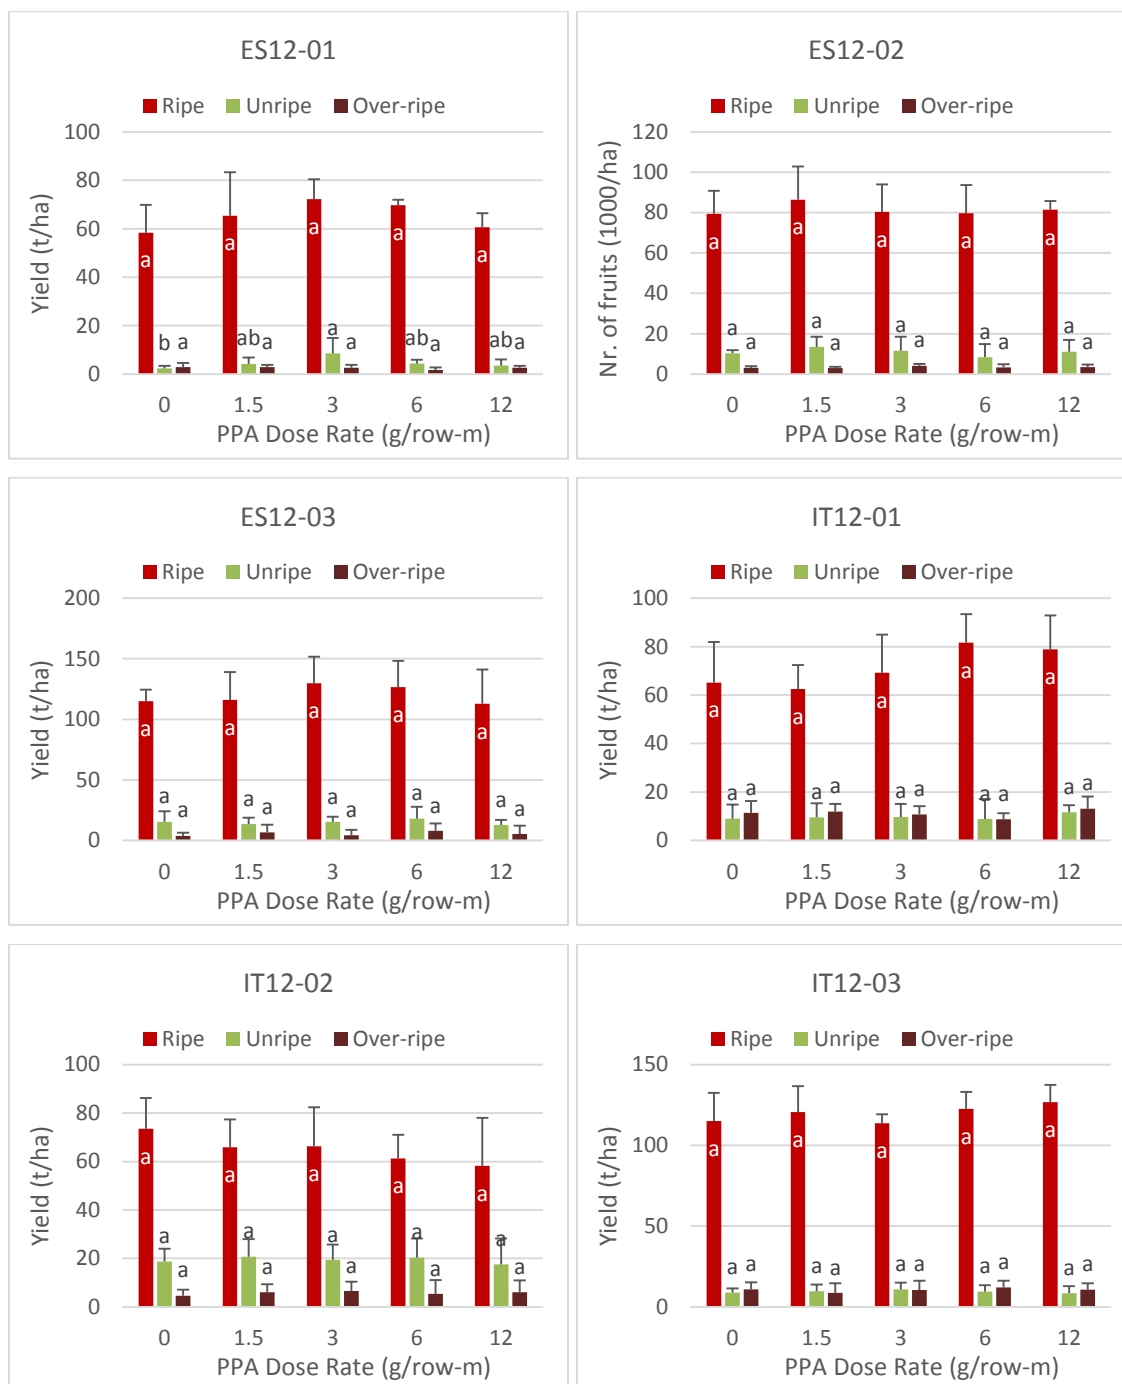 ES12-01
Ripe Unripe Over-ripe
Yield (t/ha)
100
80
60
40
20
0
a b a
a ab a
a a a
a ab a
a ab a
0 1.5 3 6 12
PPA Dose Rate (g/row-m)
ES12-02
Ripe Unripe Over-ripe
Nr. of fruits (1000/ha)
120
100
80
60
40
20
0
a a a
a a a
a a a
a a a
a a a
0 1.5 3 6 12
PPA Dose Rate (g/row-m)
ES12-03
Ripe Unripe Over-ripe
Yield (t/ha)
200
150
100
50
0
a a a
a a a
a a a
a a a
a a a
0 1.5 3 6 12
PPA Dose Rate (g/row-m)
IT12-01
Ripe Unripe Over-ripe
Yield (t/ha)
100
80
60
40
20
0
a a a
a a a
a a a
a a a
a a a
0 1.5 3 6 12
PPA Dose Rate (g/row-m)
IT12-02
Ripe Unripe Over-ripe
Yield (t/ha)
100
80
60
40
20
0
a a a
a a a
a a a
a a a
a a a
0 1.5 3 6 12
PPA Dose Rate (g/row-m)
IT12-03
Ripe Unripe Over-ripe
Yield (t/ha)
150
100
50
0
a a a
a a a
a a a
a a a
a a a
0 1.5 3 6 12
PPA Dose Rate (g/row-m)